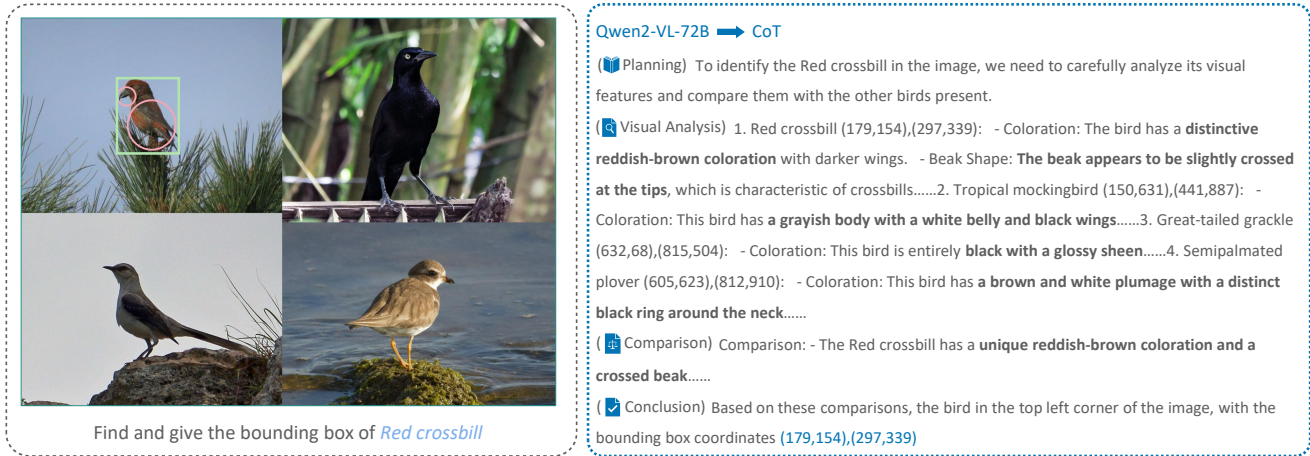 Find and give the bounding box of Red crossbill
Qwen2-VL-72B ➡ CoT
( Planning) To identify the Red crossbill in the image, we need to carefully analyze its visual
features and compare them with the other birds present.
( Visual Analysis) 1. Red crossbill (179,154),(297,339): - Coloration: The bird has a distinctive
reddish-brown coloration with darker wings. - Beak Shape: The beak appears to be slightly crossed
at the tips, which is characteristic of crossbills......2. Tropical mockingbird (150,631),(441,887): -
Coloration: This bird has a grayish body with a white belly and black wings......3. Great-tailed grackle
(632,68),(815,504): - Coloration: This bird is entirely black with a glossy sheen......4. Semipalmated
plover (605,623),(812,910): - Coloration: This bird has a brown and white plumage with a distinct
black ring around the neck......
( Comparison) Comparison: - The Red crossbill has a unique reddish-brown coloration and a
crossed beak......
( Conclusion) Based on these comparisons, the bird in the top left corner of the image, with the
bounding box coordinates (179,154),(297,339)